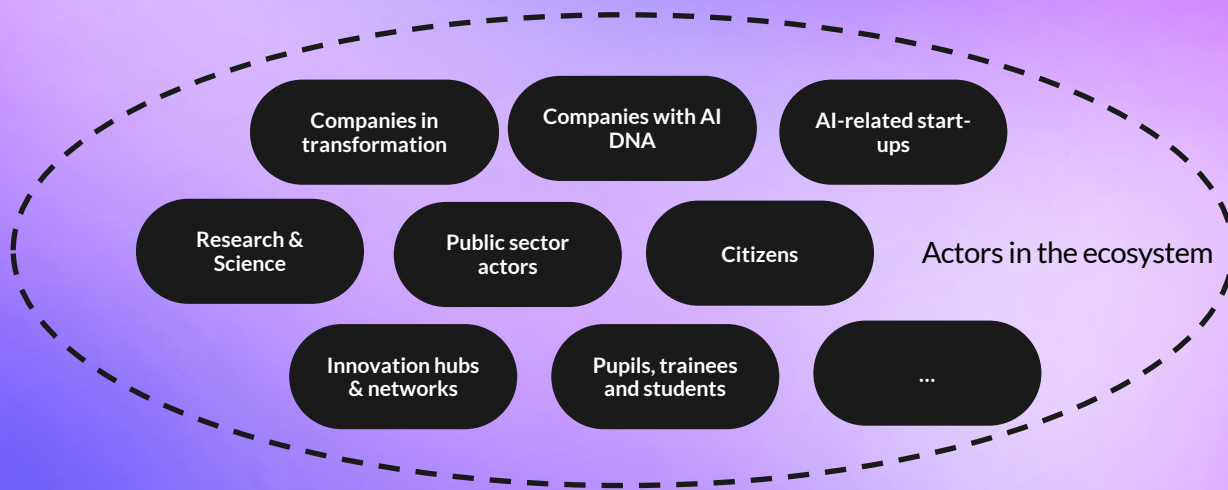 Companies in
transformation
Companies with AI
DNA
AI-related start-
ups
Research &
Science
Public sector
actors
Citizens
Actors in the ecosystem
Innovation hubs
& networks
Pupils, trainees
and students
...